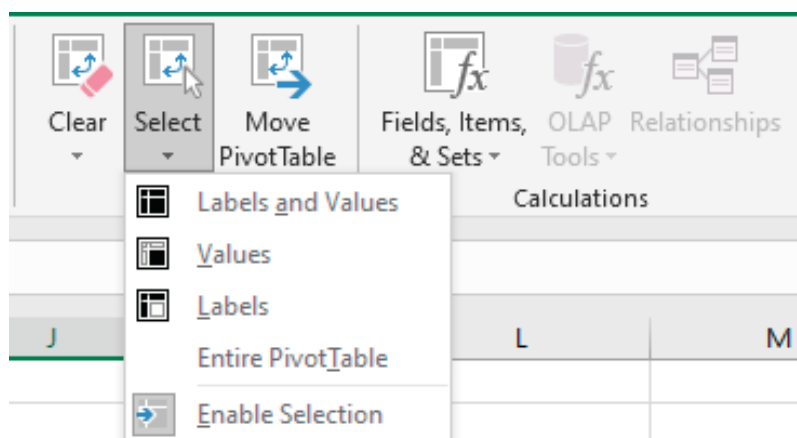 Clear
Select
Move
PivotTable
Fields, Items,
& Sets
OLAP
Tools
Relationships
Calculations
Labels and Values
Values
Labels
Entire PivotTable
Enable Selection
J
L
M